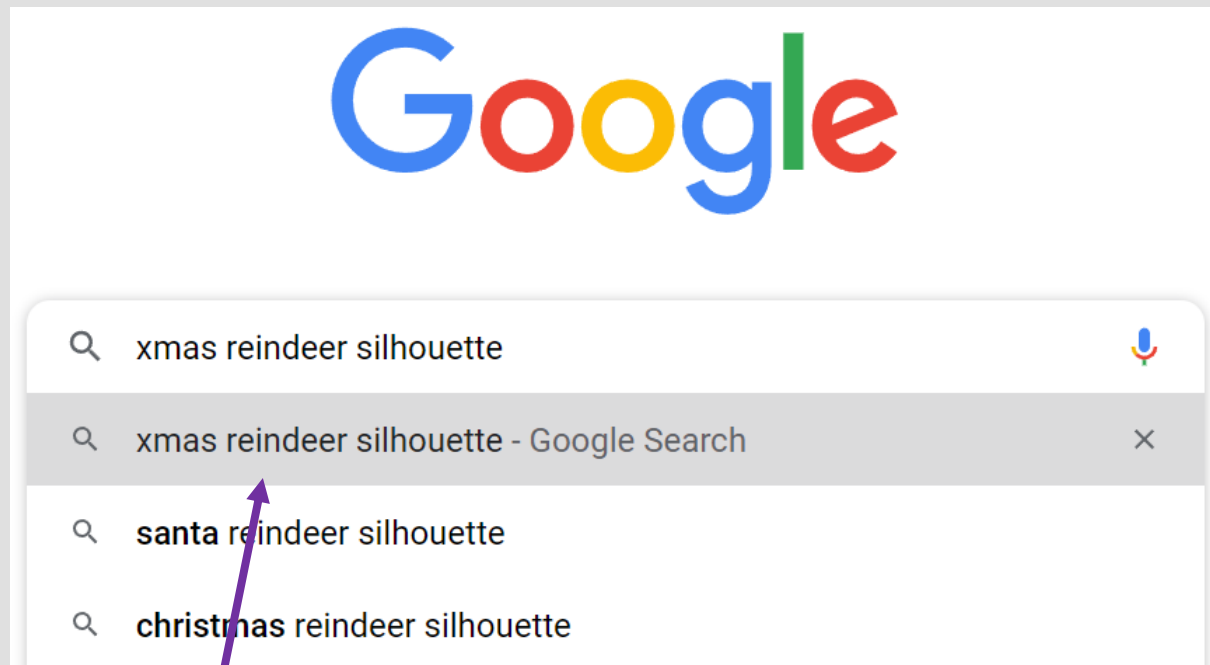 Google
xmas reindeer silhouette
xmas reindeer silhouette - Google Search
santa reindeer silhouette
christmas reindeer silhouette